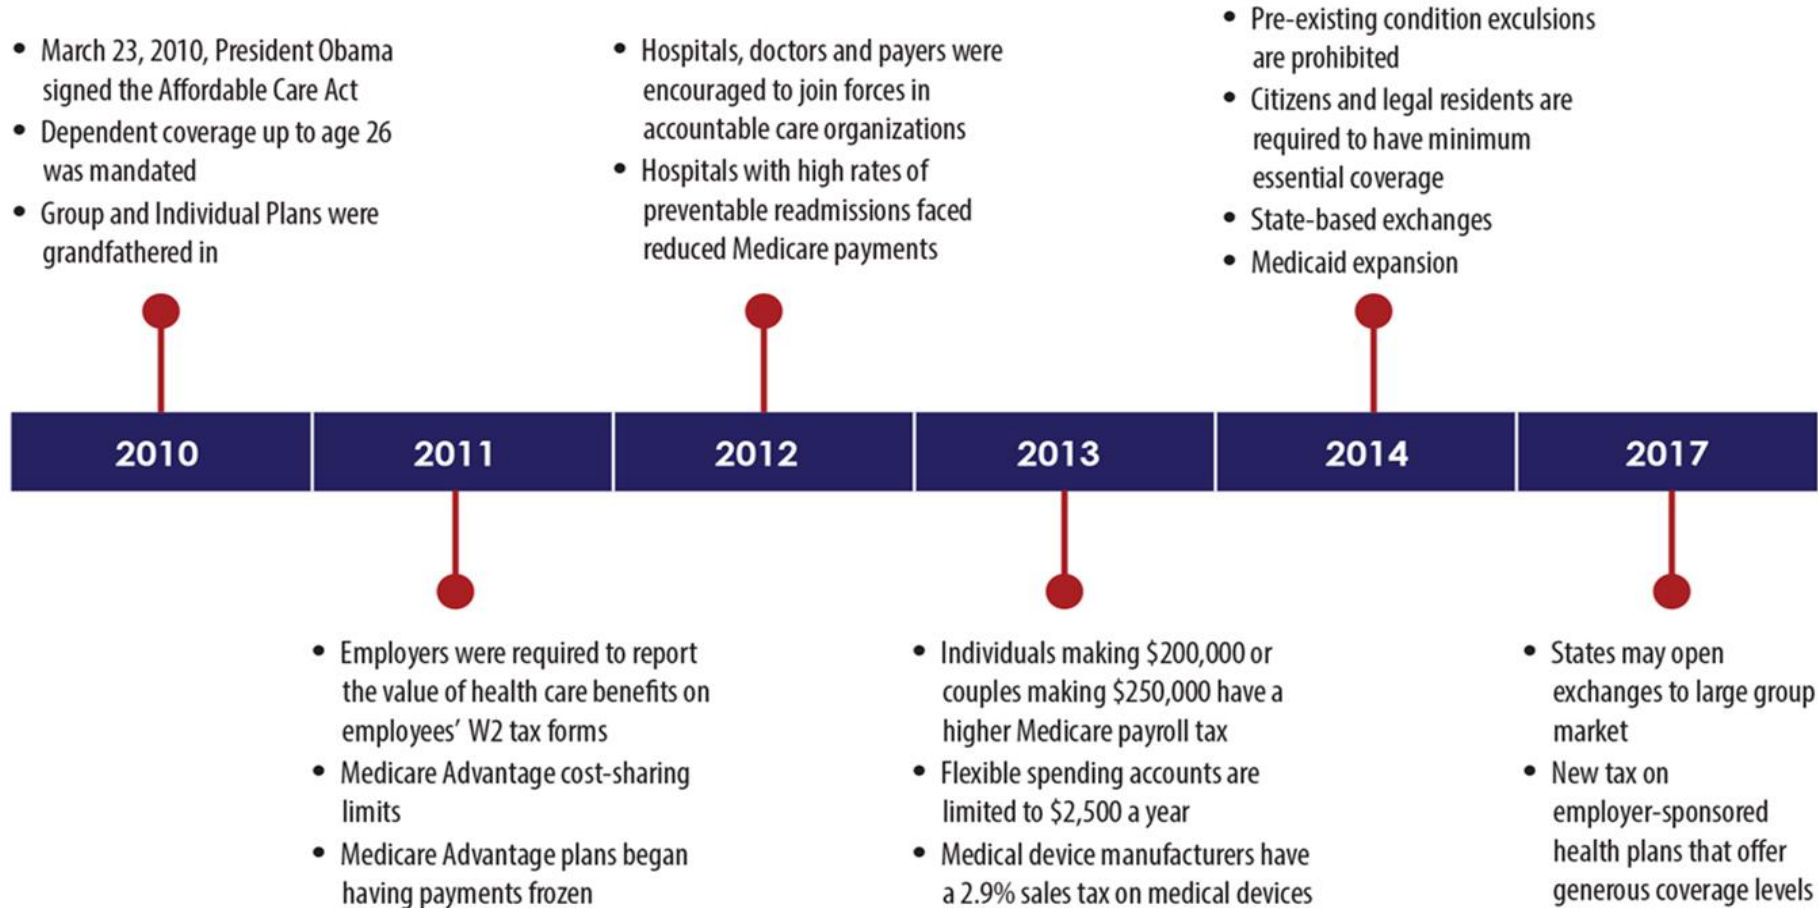 • March 23, 2010, President Obama
signed the Affordable Care Act
• Dependent coverage up to age 26
was mandated
• Group and Individual Plans were
grandfathered in
• Hospitals, doctors and payers were
encouraged to join forces in
accountable care organizations
• Hospitals with high rates of
preventable readmissions faced
reduced Medicare payments
• Pre-existing condition exculsions
are prohibited
• Citizens and legal residents are
required to have minimum
essential coverage
• State-based exchanges
• Medicaid expansion
2010
2011
2012
2013
2014
2017
• Employers were required to report
the value of health care benefits on
employees’ W2 tax forms
• Medicare Advantage cost-sharing
limits
• Medicare Advantage plans began
having payments frozen
• Individuals making $200,000 or
couples making $250,000 have a
higher Medicare payroll tax
• Flexible spending accounts are
limited to $2,500 a year
• Medical device manufacturers have
a 2.9% sales tax on medical devices
• States may open
exchanges to large group
market
• New tax on
employer-sponsored
health plans that offer
generous coverage levels